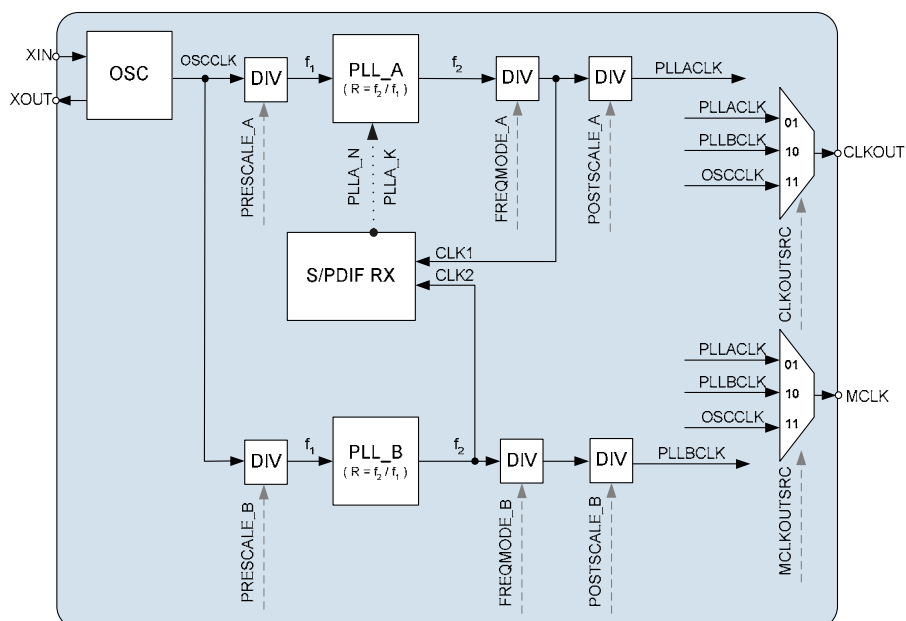 XIN
XOUT
OSC
OSCCLK
DIV
f1
PLL_A
( R = f2 / f1 )
f2
DIV
DIV
PLLACLK
PRESCALE_A
PLLA_N
PLLA_K
FREQMODE_A
POSTSCALE_A
PLLACLK
01
PLLBCLK
10
OSCCLK
11
CLKOUT
CLKOUTSRC
S/PDIF RX
CLK1
CLK2
PLLACLK
01
PLLBCLK
10
OSCCLK
11
MCLK
MCLKOUTSRC
DIV
f1
PLL_B
( R = f2 / f1 )
f2
DIV
DIV
PLLBCLK
PRESCALE_B
FREQMODE_B
POSTSCALE_B